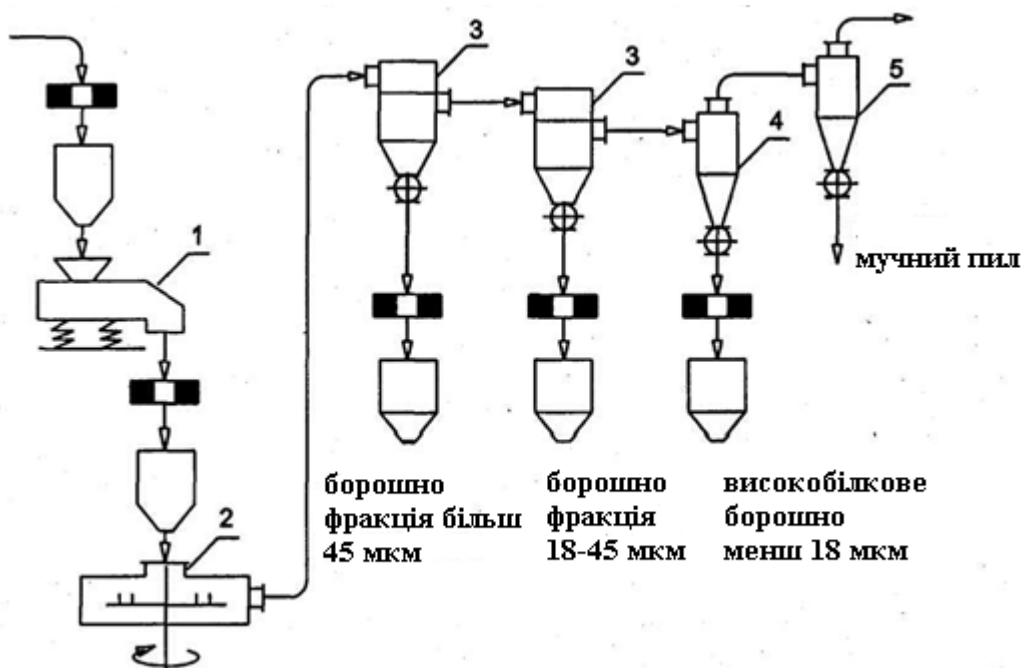 3
3
5
4
1
мучний пил
2
борошно
фракція більш
45 мкм
борошно
фракція
18-45 мкм
високобілкове
борошно
менш 18 мкм